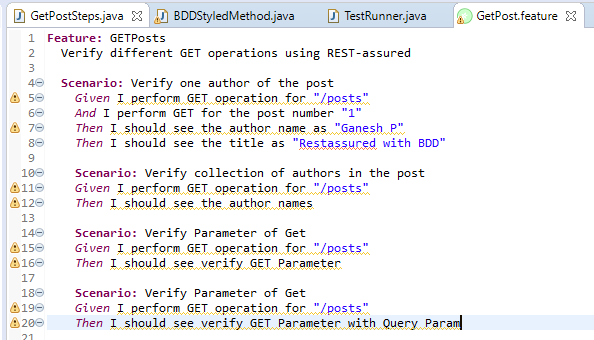 GetPostSteps.java BDDStyledMethod.java TestRunner.java GetPost.feature
1 Feature: GETPosts
2 Verify different GET operations using REST-assured
3
4 Scenario: Verify one author of the post
5 Given I perform GET operation for "/posts"
6 And I perform GET for the post number "1"
7 Then I should see the author name as "Ganesh P"
8 Then I should see the title as "Restassured with BDD"
9
10 Scenario: Verify collection of authors in the post
11 Given I perform GET operation for "/posts"
12 Then I should see the author names
13
14 Scenario: Verify Parameter of Get
15 Given I perform GET operation for "/posts"
16 Then I should see verify GET Parameter
17
18 Scenario: Verify Parameter of Get
19 Given I perform GET operation for "/posts"
20 Then I should see verify GET Parameter with Query Param
21